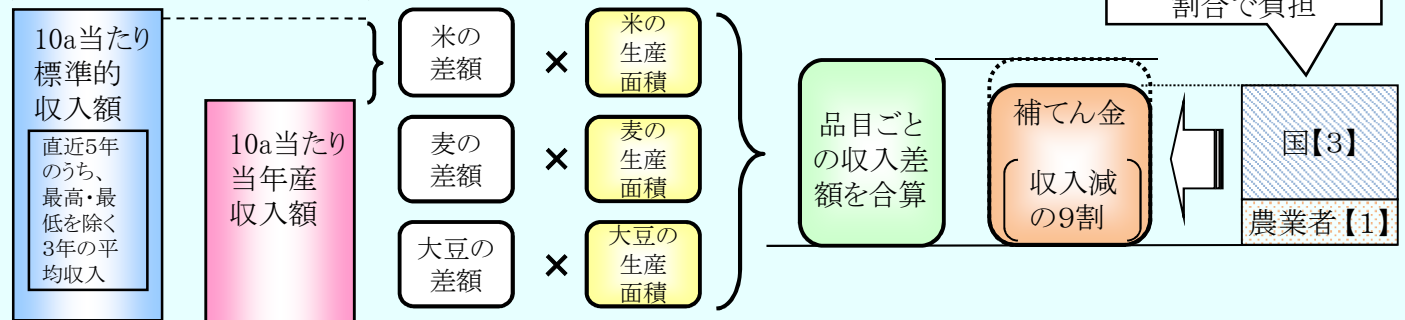 割合で負担
10a当たり
標準的
収入額
直近5年
のうち、
最高・最
低を除く
3年の平
均収入
10a当たり
当年産
収入額
米の
差額
×
米の
生産
面積
麦の
差額
×
麦の
生産
面積
大豆の
差額
×
大豆の
生産
面積
品目ごと
の収入差
額を合算
補てん金
収入減
の9割
国【3】
農業者【1】